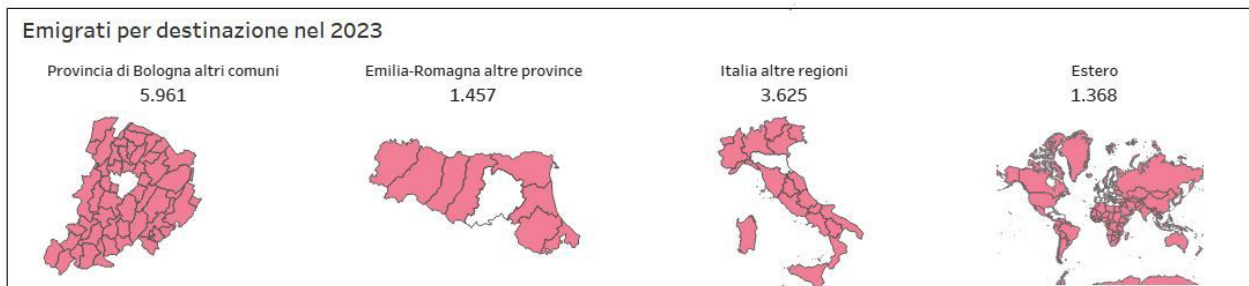 Emigrati per destinazione nel 2023
Provincia di Bologna altri comuni
5.961
Emilia-Romagna altre province
1.457
Italia altre regioni
3.625
Estero
1.368